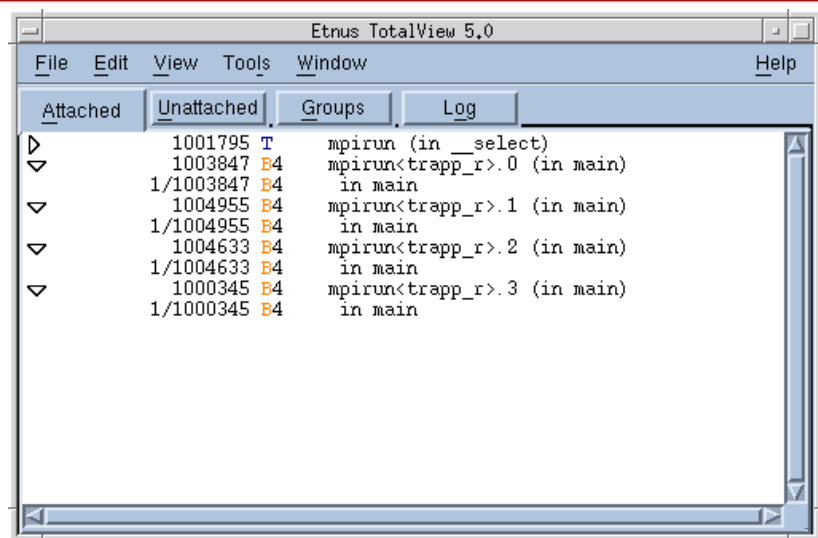 Etnus TotalView 5.0
File Edit View Tools Window Help
Attached Unattached Groups Log
1001795 T mpirun (in __select)
1003847 B4 mpirun<trapp_r>.0 (in main)
1/1003847 B4 in main
1004955 B4 mpirun<trapp_r>.1 (in main)
1/1004955 B4 in main
1004633 B4 mpirun<trapp_r>.2 (in main)
1/1004633 B4 in main
1000345 B4 mpirun<trapp_r>.3 (in main)
1/1000345 B4 in main